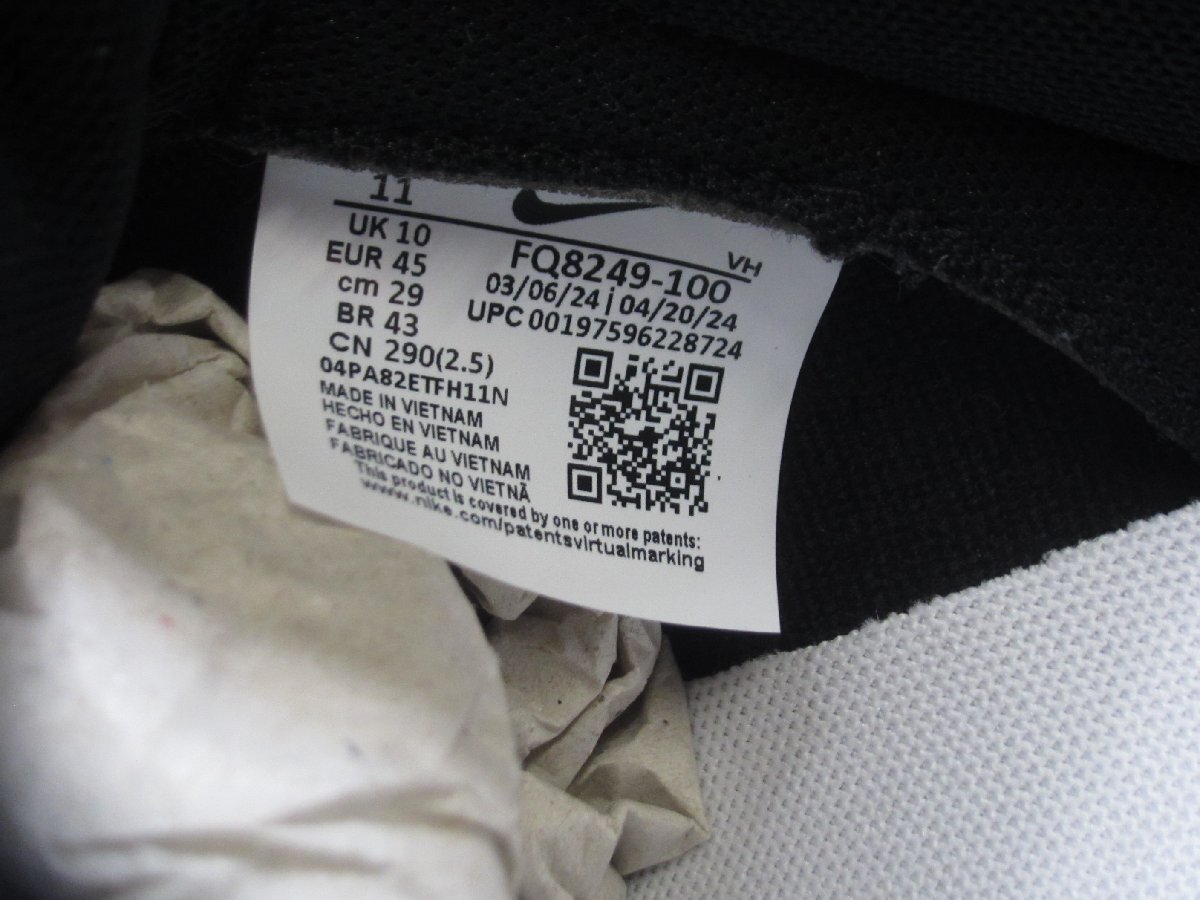 11
VH
UK 10
EUR 45
cm 29
BR 43
CN 290(2.5)
FQ8249-100
03/06/24 | 04/20/24
UPC 00197596228724
04PA82ETFH11N
MADE IN VIETNAM
HECHO EN VIETNAM
FABRIQUE AU VIETNAM
FABRICADO NO VIETNÃ
This product is covered by one or more patents:
www.nike.com/patentsvirtualmarking